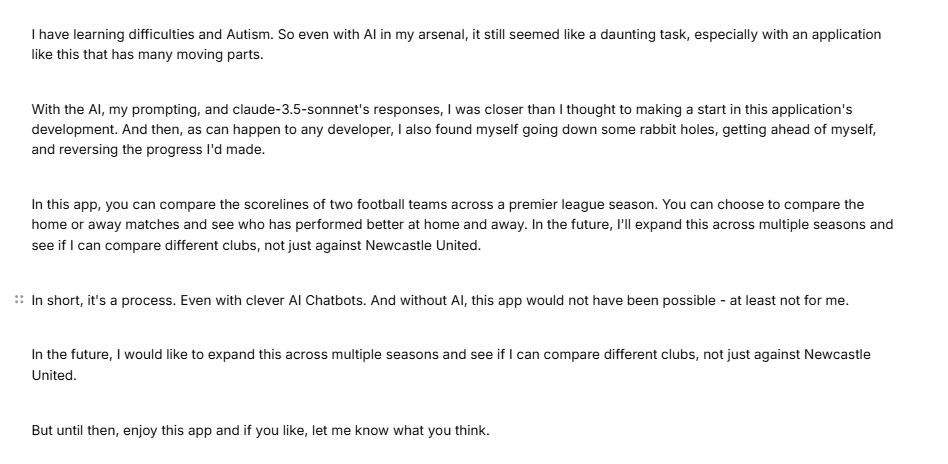 I have learning difficulties and Autism. So even with AI in my arsenal, it still seemed like a daunting task, especially with an application
like this that has many moving parts.
With the AI, my prompting, and claude-3.5-sonnnet's responses, I was closer than I thought to making a start in this application's
development. And then, as can happen to any developer, I also found myself going down some rabbit holes, getting ahead of myself,
and reversing the progress I'd made.
In this app, you can compare the scorelines of two football teams across a premier league season. You can choose to compare the
home or away matches and see who has performed better at home and away. In the future, I'll expand this across multiple seasons and
see if I can compare different clubs, not just against Newcastle United.
In short, it's a process. Even with clever AI Chatbots. And without AI, this app would not have been possible - at least not for me.
In the future, I would like to expand this across multiple seasons and see if I can compare different clubs, not just against Newcastle
United.
But until then, enjoy this app and if you like, let me know what you think.